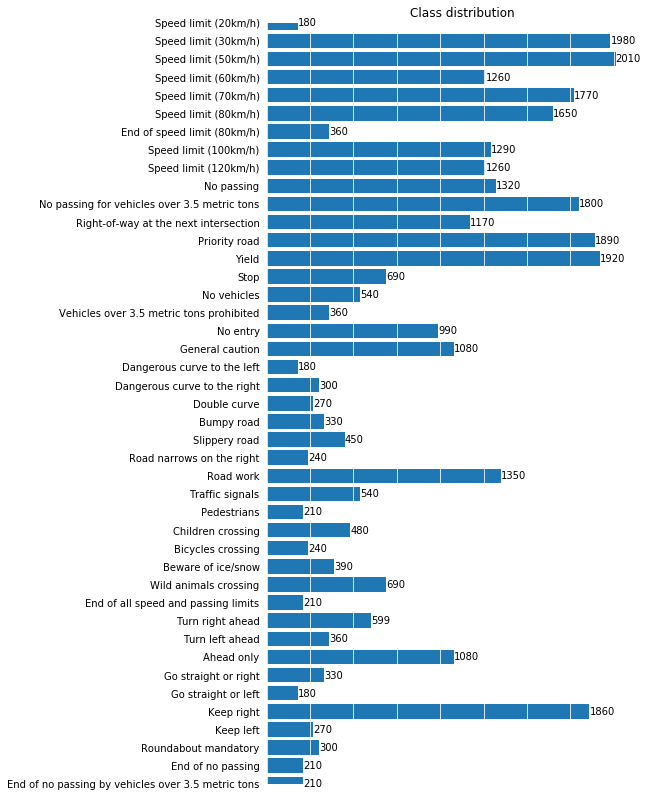 Class distribution
Speed limit (20km/h) 180
Speed limit (30km/h) 1980
Speed limit (50km/h) 2010
Speed limit (60km/h) 1260
Speed limit (70km/h) 1770
Speed limit (80km/h) 1650
End of speed limit (80km/h) 360
Speed limit (100km/h) 1290
Speed limit (120km/h) 1260
No passing 1320
No passing for vehicles over 3.5 metric tons 1800
Right-of-way at the next intersection 1170
Priority road 1890
Yield 1920
Stop 690
No vehicles 540
Vehicles over 3.5 metric tons prohibited 360
No entry 990
General caution 1080
Dangerous curve to the left 180
Dangerous curve to the right 300
Double curve 270
Bumpy road 330
Slippery road 450
Road narrows on the right 240
Road work 1350
Traffic signals 540
Pedestrians 210
Children crossing 480
Bicycles crossing 240
Beware of ice/snow 390
Wild animals crossing 690
End of all speed and passing limits 210
Turn right ahead 599
Turn left ahead 360
Ahead only 1080
Go straight or right 330
Go straight or left 180
Keep right 1860
Keep left 270
Roundabout mandatory 300
End of no passing 210
End of no passing by vehicles over 3.5 metric tons 210